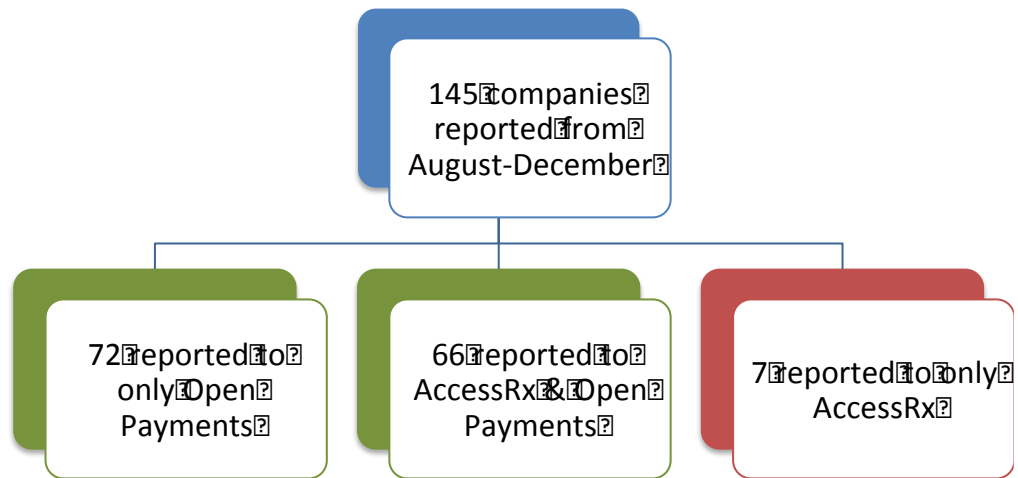 145 companies
reported from
August-December
72 reported to
only Open
Payments
66 reported to
AccessRx & Open
Payments
7 reported to only
AccessRx